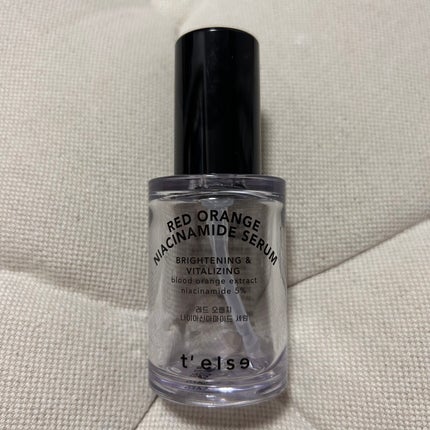 RED ORANGE
NIACINAMIDE SERUM
BRIGHTENING &
VITALIZING
blood orange extract
niacinamide 5%
레드 오렌지
나이아신아마이드 세럼
t' else